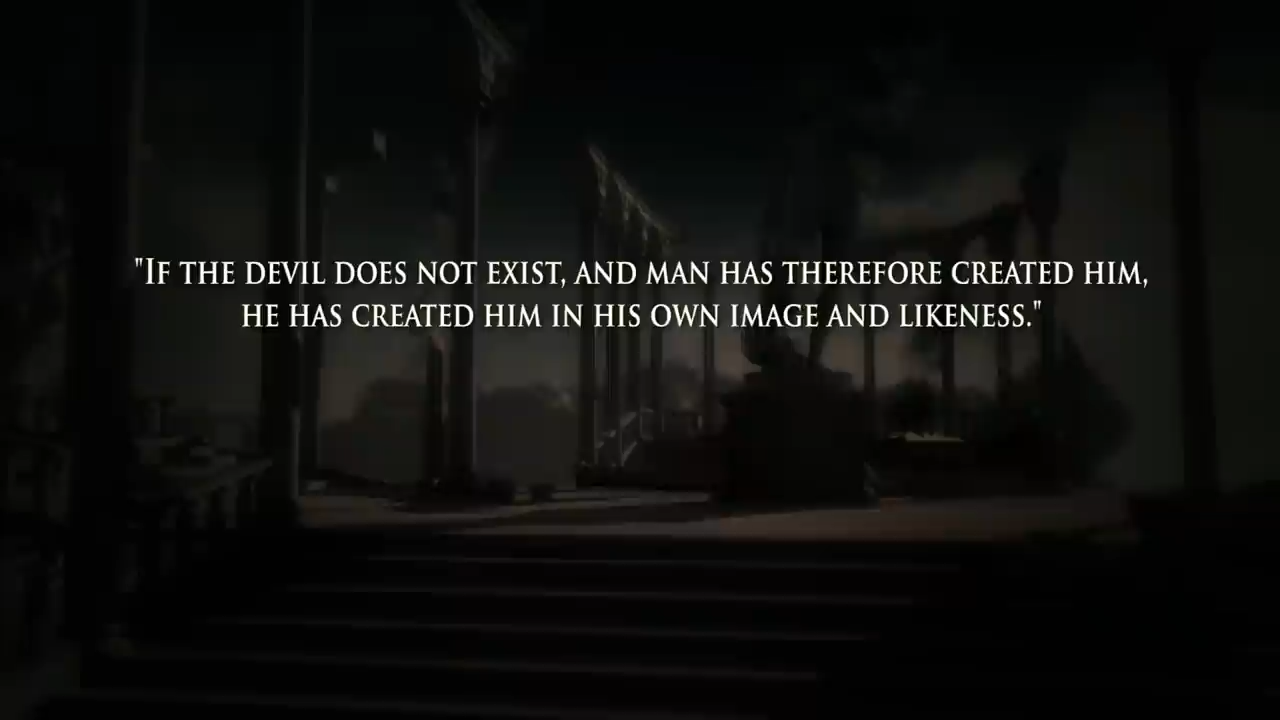 "If the devil does not exist, and man has therefore created him,
he has created him in his own image and likeness."